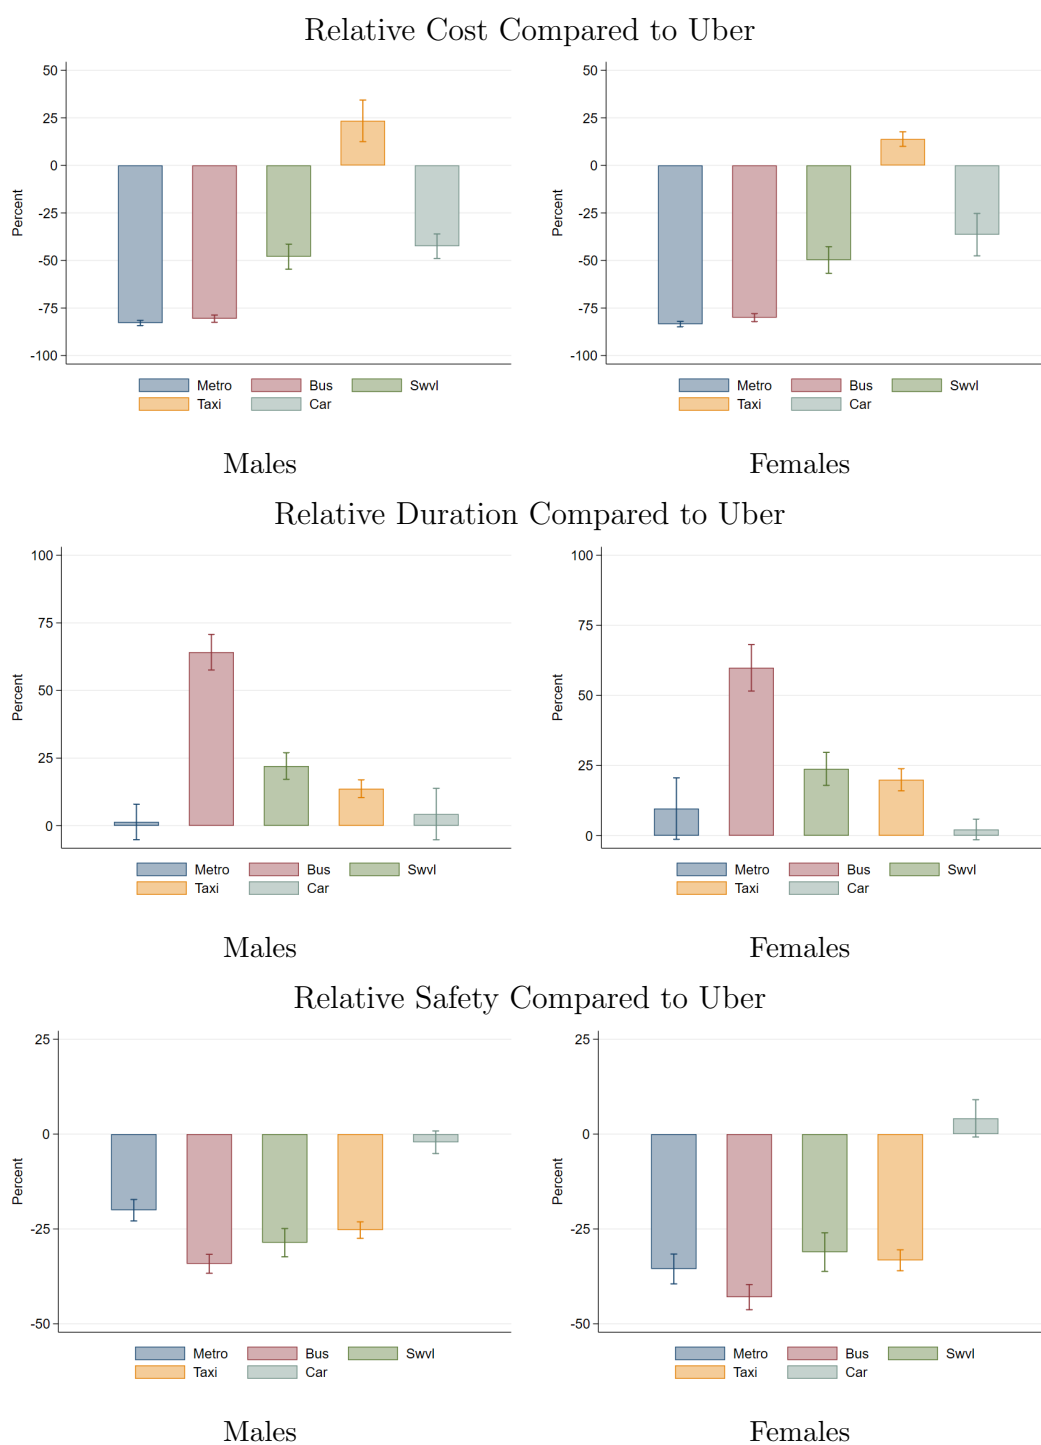 Relative Cost Compared to Uber
50
25
0
-25
-50
-75
-100
Percent
Metro Bus Swvl
Taxi Car
Males
50
25
0
-25
-50
-75
-100
Percent
Metro Bus Swvl
Taxi Car
Females
Relative Duration Compared to Uber
100
75
50
25
0
Percent
Metro Bus Swvl
Taxi Car
Males
100
75
50
25
0
Percent
Metro Bus Swvl
Taxi Car
Females
Relative Safety Compared to Uber
25
0
-25
-50
Percent
Metro Bus Swvl
Taxi Car
Males
25
0
-25
-50
Percent
Metro Bus Swvl
Taxi Car
Females